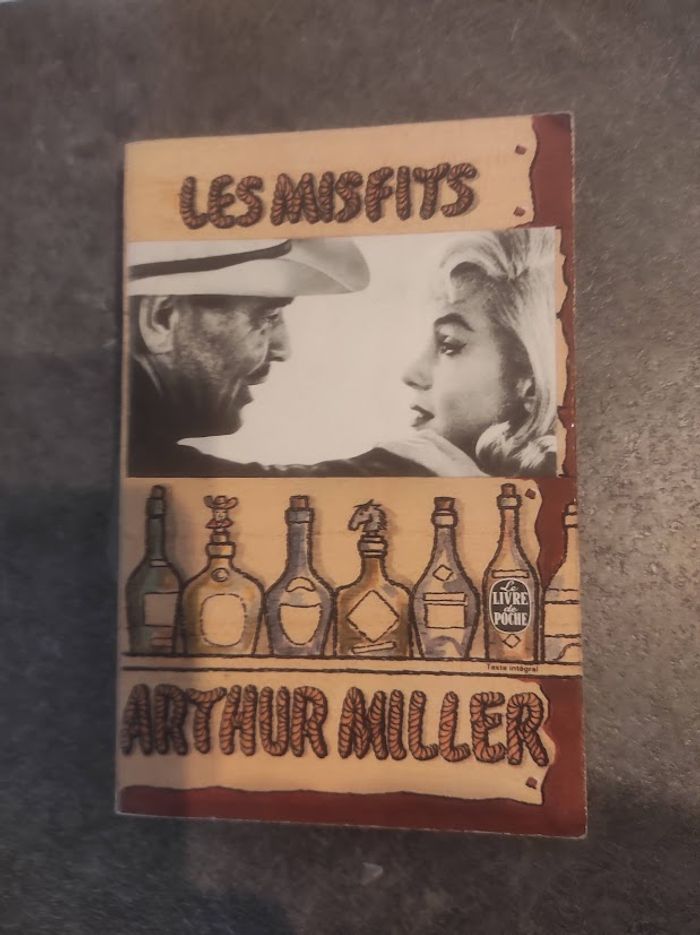 LES MISFITS
Le
LIVRE
de
POCHE
Texte intégral
ARTHUR MILLER